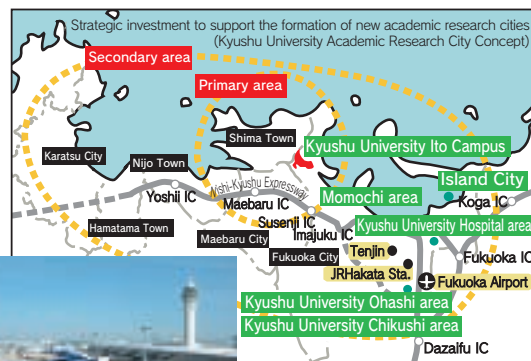 Strategic investment to support the formation of new academic research cities
(Kyushu University Academic Research City Concept)
Secondary area
Primary area
Shima Town
Kyushu University Ito Campus
Karatsu City
Nijo Town
Nishi-Kyushu Expressway
Island City
Momochi area
Koga IC
Yoshii IC
Maebaru IC
Susenji IC
Imajuku IC
Kyushu University Hospital area
Hamatama Town
Maebaru City
Fukuoka City
Tenjin
Fukuoka IC
JRHakata Sta.
Fukuoka Airport
Kyushu University Ohashi area
Kyushu University Chikushi area
Dazaifu IC